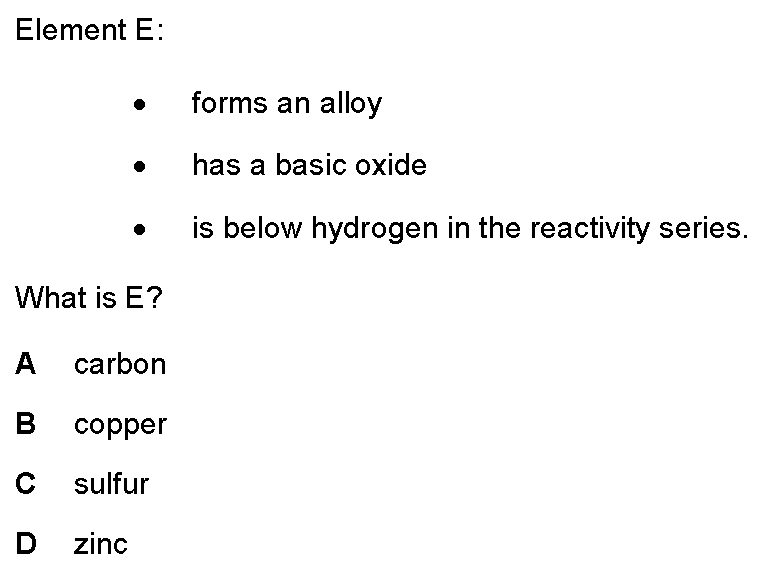 Element E:
• forms an alloy
• has a basic oxide
• is below hydrogen in the reactivity series.
What is E?
A carbon
B copper
C sulfur
D zinc